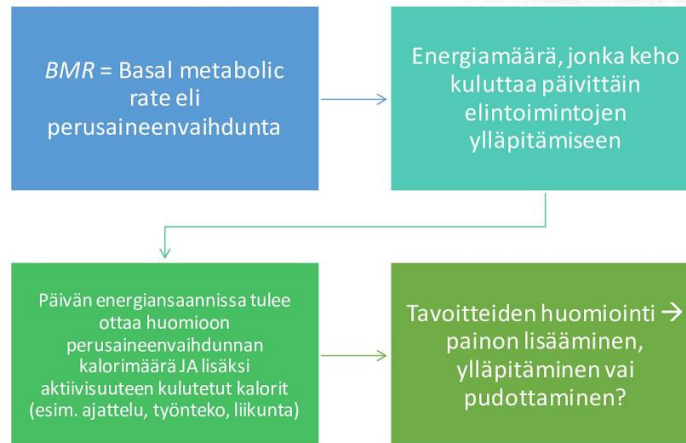 BMR = Basal metabolic
rate eli
perusaineenvaihdunta
Energiamäärä, jonka keho
kuluttaa päivittäin
elintoimintojen
ylläpitämiseen
Päivän energiansaannissa tulee
ottaa huomioon
perusaineenvaihdunnan
kalorimäärä JA lisäksi
aktiivisuuteen kulutetut kalorit
(esim. ajattelu, työnteko, liikunta)
Tavoitteiden huomiointi →
painon lisääminen,
ylläpitäminen vai
pudottaminen?